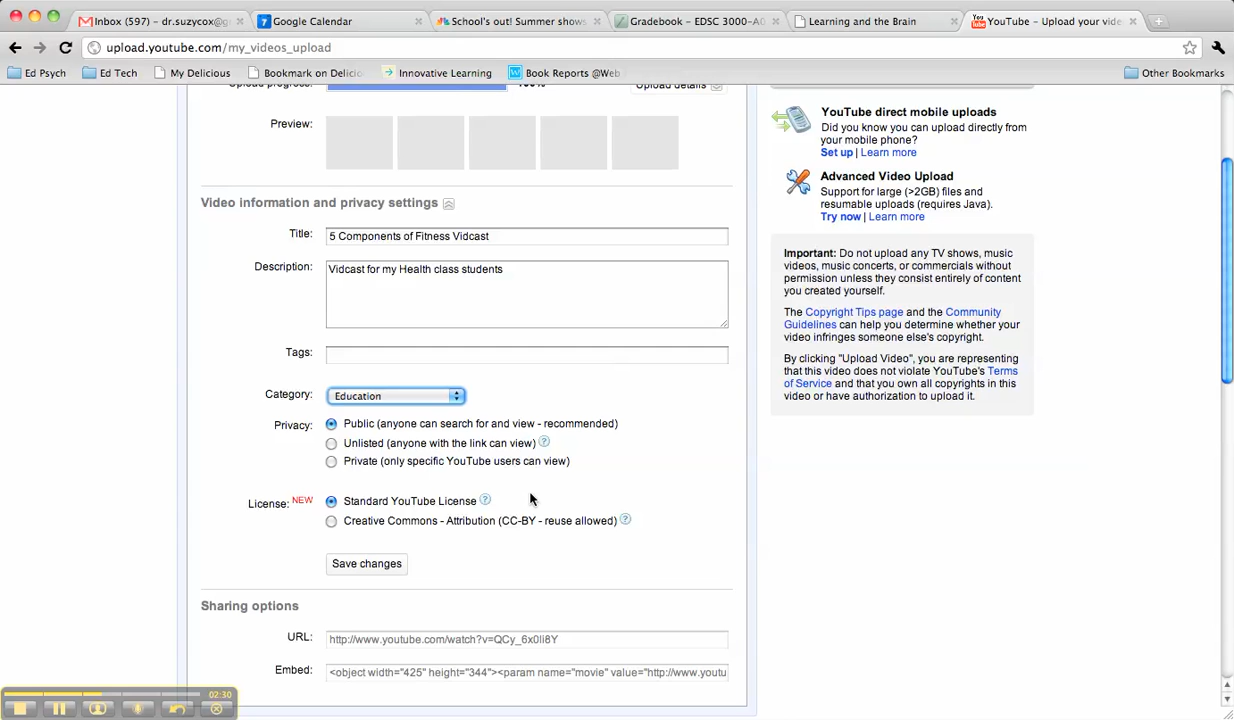 Inbox (597) - dr.suzycox@g
7 Google Calendar
School's out! Summer shows
Gradebook - EDSC 3000-A0
Learning and the Brain
You Tube YouTube - Upload your vide
upload.youtube.com/my_videos_upload
Ed Psych
Ed Tech
My Delicious
Bookmark on Delicio
Innovative Learning
W Book Reports @Web
Other Bookmarks
Upload progress: 100% Upload details
Preview:
Video information and privacy settings
Title: 5 Components of Fitness Vidcast
Description: Vidcast for my Health class students
Tags:
Category: Education
Privacy: Public (anyone can search for and view - recommended)
Unlisted (anyone with the link can view) ?
Private (only specific YouTube users can view)
License: NEW Standard YouTube License ?
Creative Commons - Attribution (CC-BY - reuse allowed) ?
Save changes
Sharing options
URL: http://www.youtube.com/watch?v=QCy_6x0li8Y
Embed: <object width="425" height="344"><param name="movie" value="http://www.youtu
YouTube direct mobile uploads
Did you know you can upload directly from
your mobile phone?
Set up | Learn more
Advanced Video Upload
Support for large (>2GB) files and
resumable uploads (requires Java).
Try now | Learn more
Important: Do not upload any TV shows, music
videos, music concerts, or commercials without
permission unless they consist entirely of content
you created yourself.
The Copyright Tips page and the Community
Guidelines can help you determine whether your
video infringes someone else's copyright.
By clicking "Upload Video", you are representing
that this video does not violate YouTube's Terms
of Service and that you own all copyrights in this
video or have authorization to upload it.
02:30